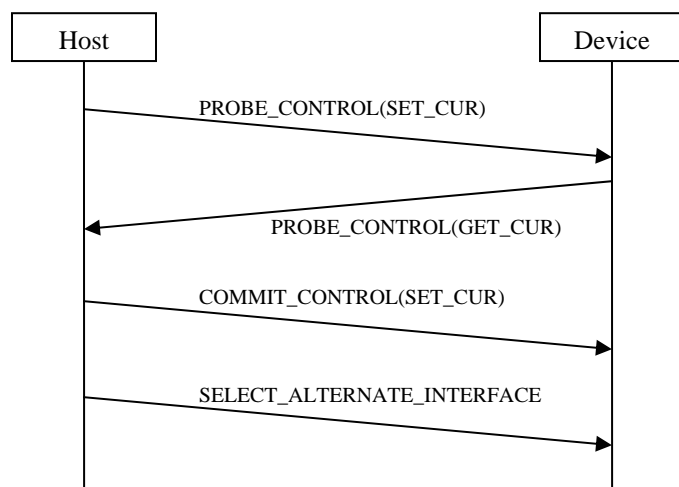 Host
Device
PROBE_CONTROL(SET_CUR)
PROBE_CONTROL(GET_CUR)
COMMIT_CONTROL(SET_CUR)
SELECT_ALTERNATE_INTERFACE